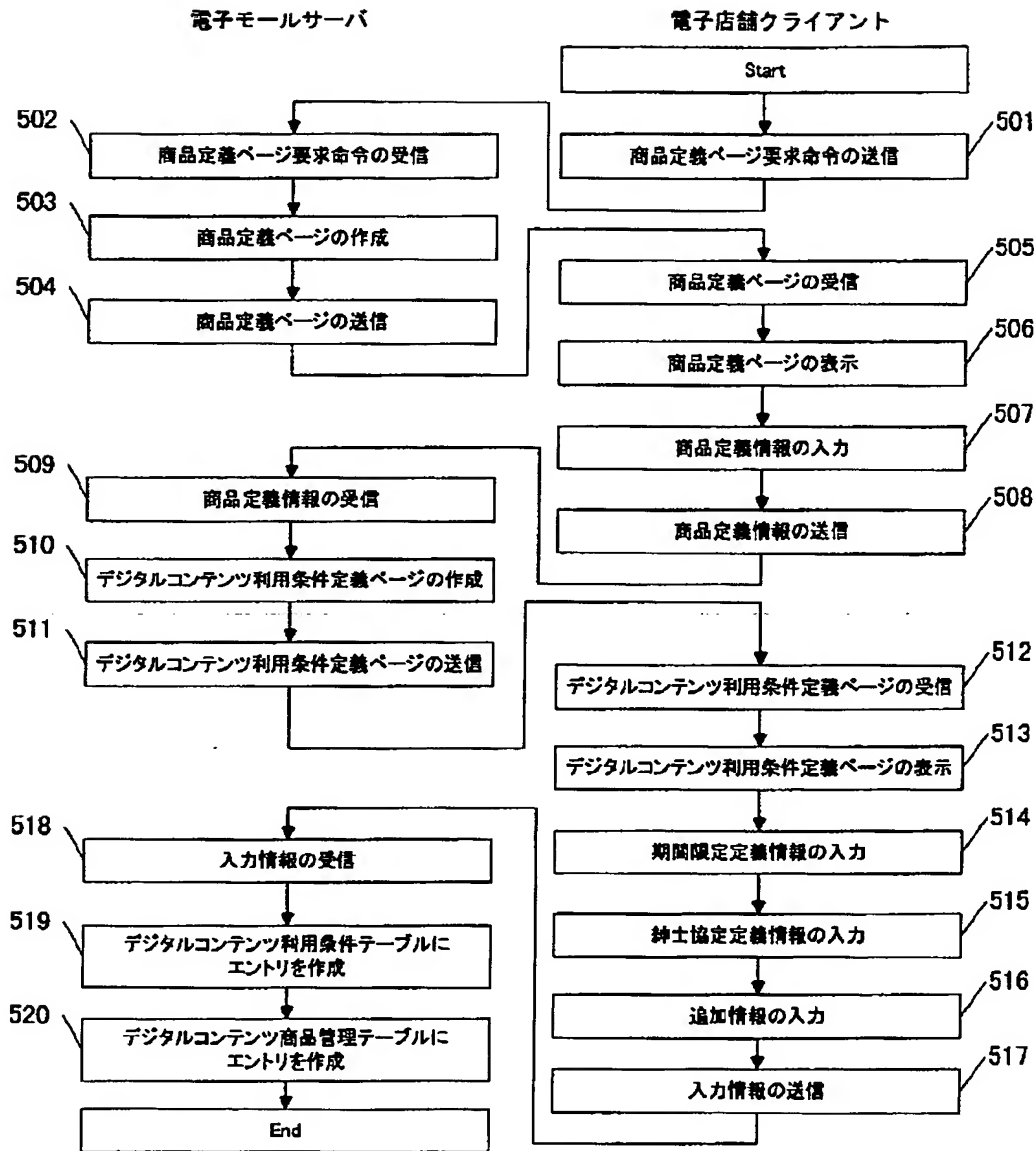 電子モールサーバ
電子店舗クライアント
Start
501
商品定義ページ要求命令の送信
502
商品定義ページ要求命令の受信
503
商品定義ページの作成
504
商品定義ページの送信
505
商品定義ページの受信
506
商品定義ページの表示
507
商品定義情報の入力
508
商品定義情報の送信
509
商品定義情報の受信
510
デジタルコンテンツ利用条件定義ページの作成
511
デジタルコンテンツ利用条件定義ページの送信
512
デジタルコンテンツ利用条件定義ページの受信
513
デジタルコンテンツ利用条件定義ページの表示
514
期間限定定義情報の入力
515
紳士協定定義情報の入力
516
追加情報の入力
517
入力情報の送信
518
入力情報の受信
519
デジタルコンテンツ利用条件テーブルに
エントリを作成
520
デジタルコンテンツ商品管理テーブルに
エントリを作成
End